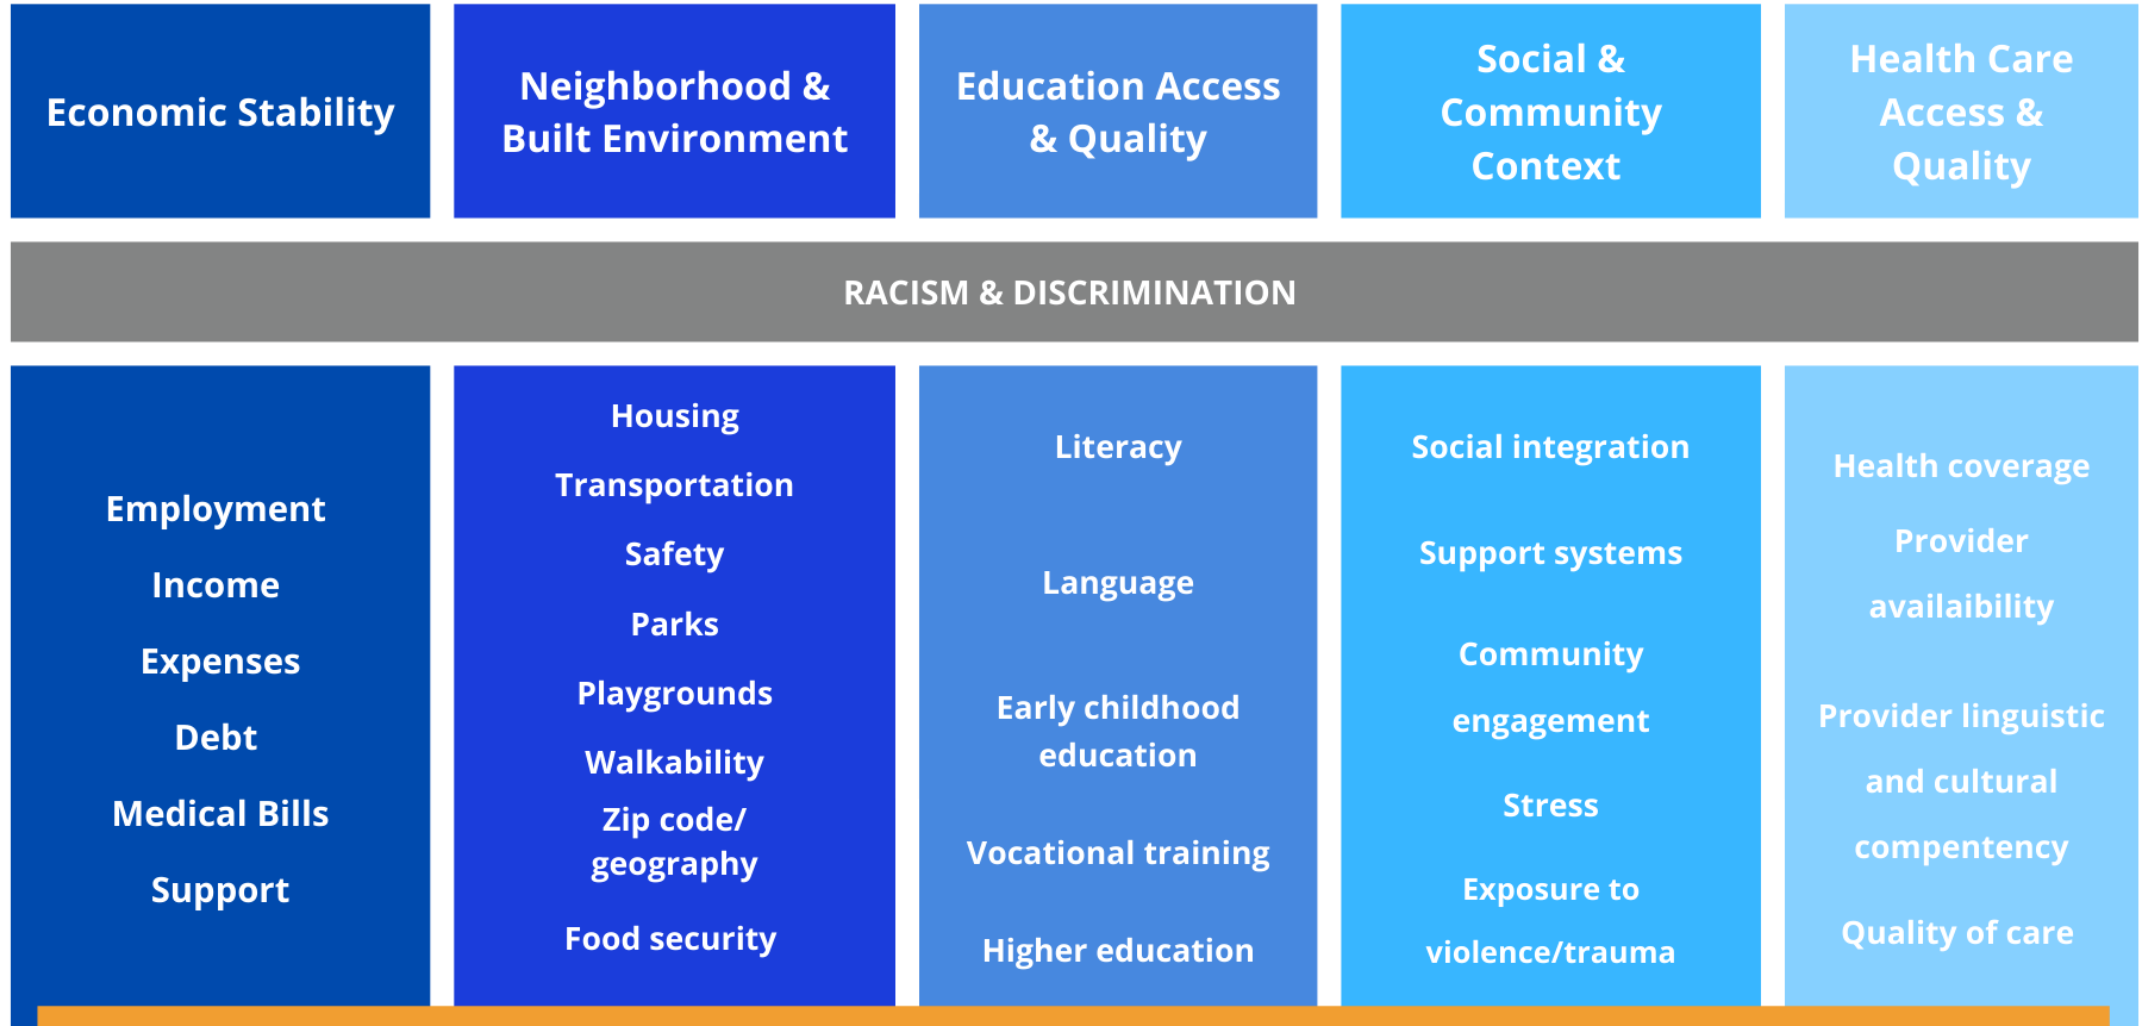 Economic Stability
Neighborhood &
Built Environment
Education Access
& Quality
Social &
Community
Context
Health Care
Access &
Quality
RACISM & DISCRIMINATION
Employment
Income
Expenses
Debt
Medical Bills
Support
Housing
Transportation
Safety
Parks
Playgrounds
Walkability
Zip code/
geography
Food security
Literacy
Language
Early childhood
education
Vocational training
Higher education
Social integration
Support systems
Community
engagement
Stress
Exposure to
violence/trauma
Health coverage
Provider
availaibility
Provider linguistic
and cultural
compentency
Quality of care